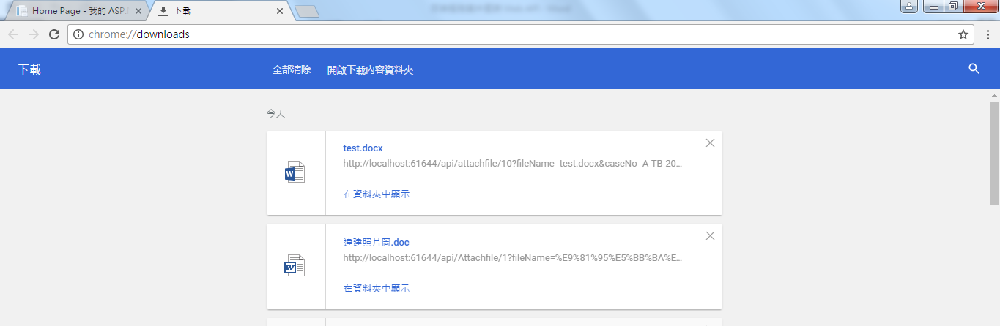 Home Page - 我的 ASP.
下載
chrome://downloads
下載
全部清除
開啟下載內容資料夾
今天
test.docx
http://localhost:61644/api/attachfile/10?fileName=test.docx&caseNo=A-TB-20...
在資料夾中顯示
違建照片圖.doc
http://localhost:61644/api/Attachfile/1?fileName=%E9%81%95%E5%BB%BA%E...
在資料夾中顯示